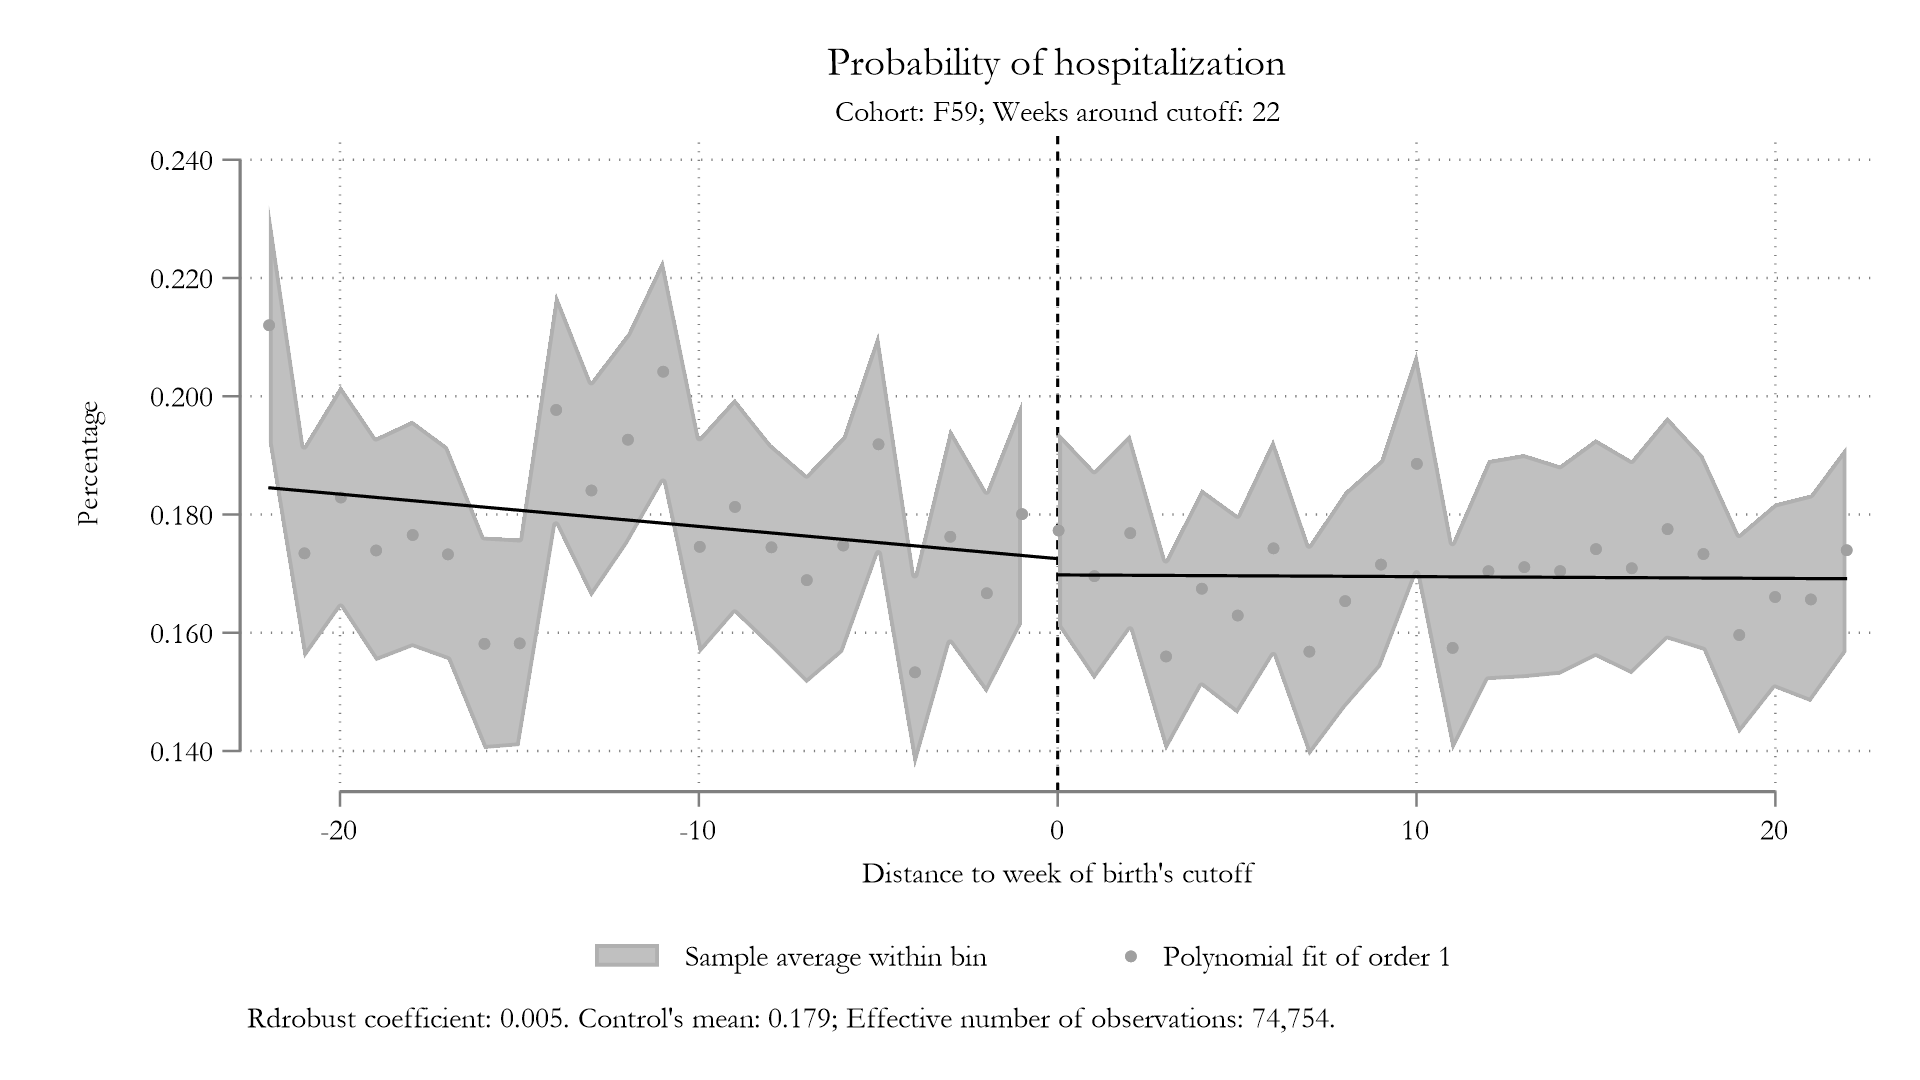 Probability of hospitalization
Cohort: F59; Weeks around cutoff: 22
0.240
0.220
0.200
0.180
0.160
0.140
Percentage
-20 -10 0 10 20
Distance to week of birth's cutoff
Sample average within bin Polynomial fit of order 1
Rdrobust coefficient: 0.005. Control's mean: 0.179; Effective number of observations: 74,754.